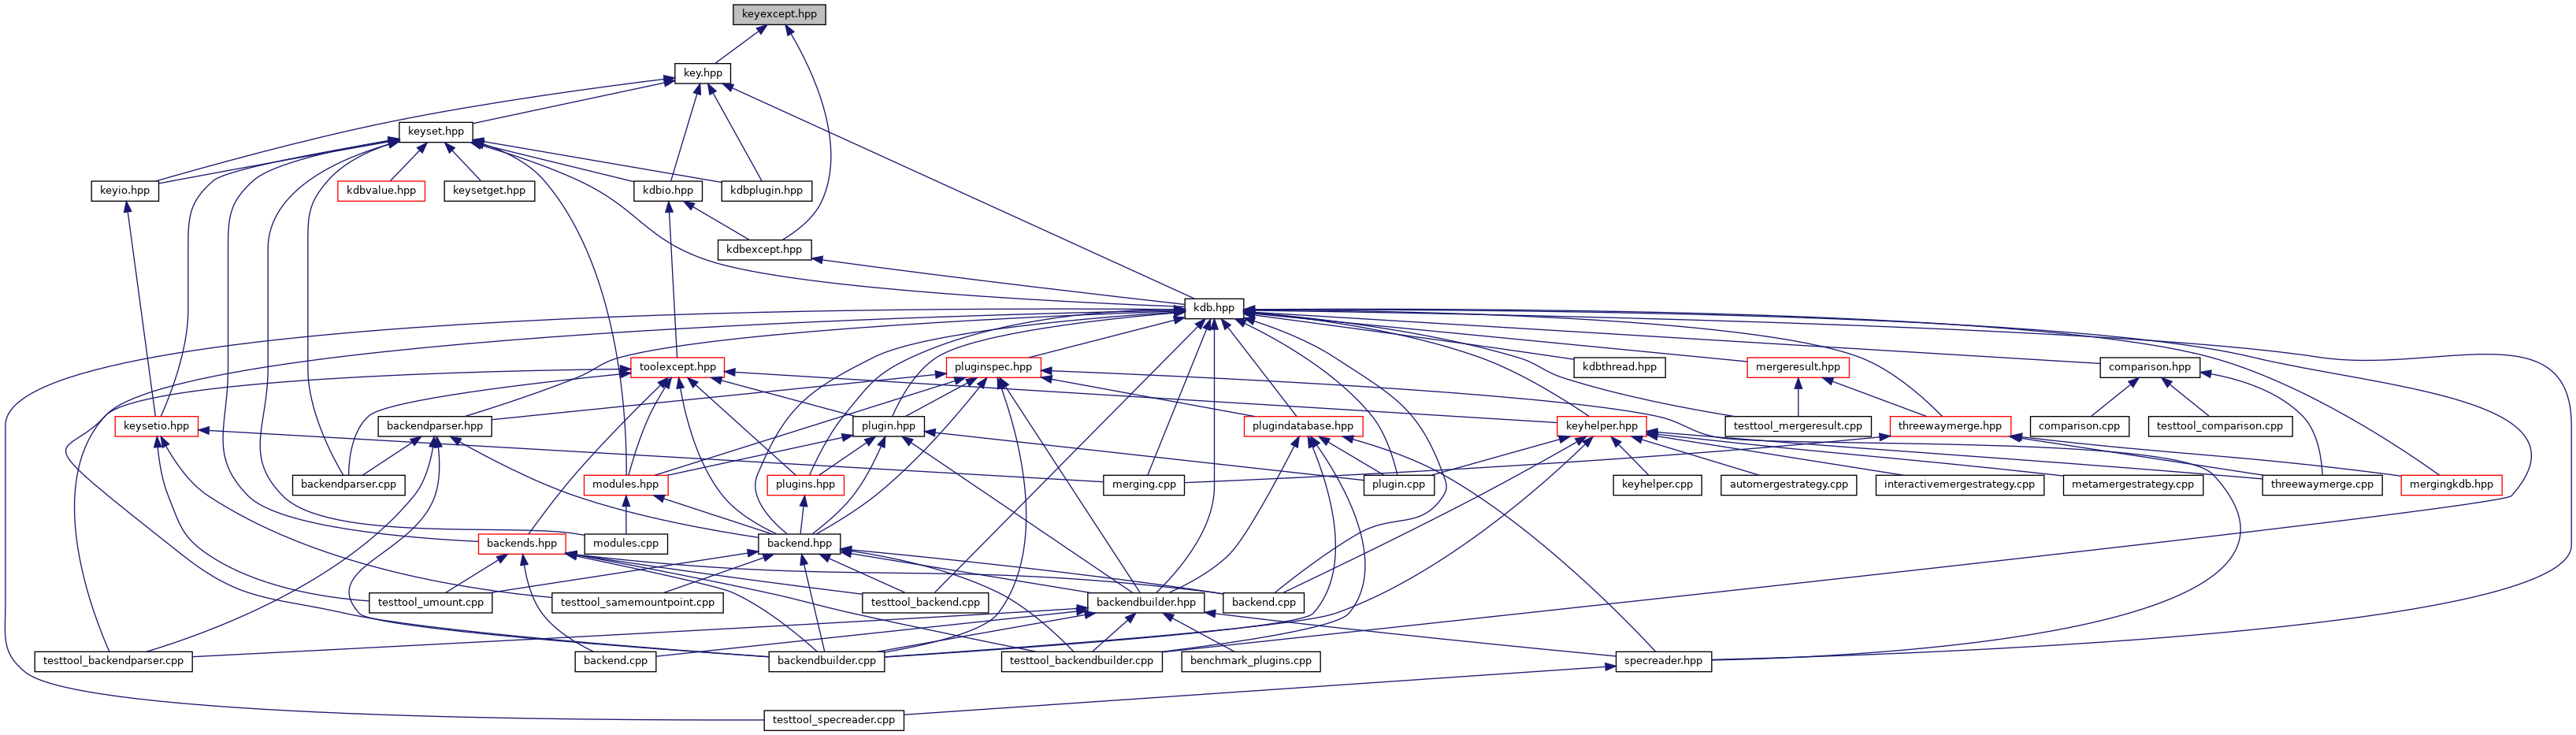 keyexcept.hpp
key.hpp
keyset.hpp
keyio.hpp
kdbvalue.hpp
keysetget.hpp
kdbio.hpp
kdbplugin.hpp
kdbexcept.hpp
kdb.hpp
toolexcept.hpp
pluginspec.hpp
kdbthread.hpp
mergeresult.hpp
comparison.hpp
keysetio.hpp
backendparser.hpp
plugin.hpp
plugindatabase.hpp
keyhelper.hpp
testtool_mergeresult.cpp
threewaymerge.hpp
comparison.cpp
testtool_comparison.cpp
backendparser.cpp
modules.hpp
plugins.hpp
merging.cpp
plugin.cpp
keyhelper.cpp
automergestrategy.cpp
interactivemergestrategy.cpp
metamergestrategy.cpp
threewaymerge.cpp
mergingkdb.hpp
backends.hpp
modules.cpp
backend.hpp
testtool_umount.cpp
testtool_samemountpoint.cpp
testtool_backend.cpp
backendbuilder.hpp
backend.cpp
testtool_backendparser.cpp
backend.cpp
backendbuilder.cpp
testtool_backendbuilder.cpp
benchmark_plugins.cpp
specreader.hpp
testtool_specreader.cpp